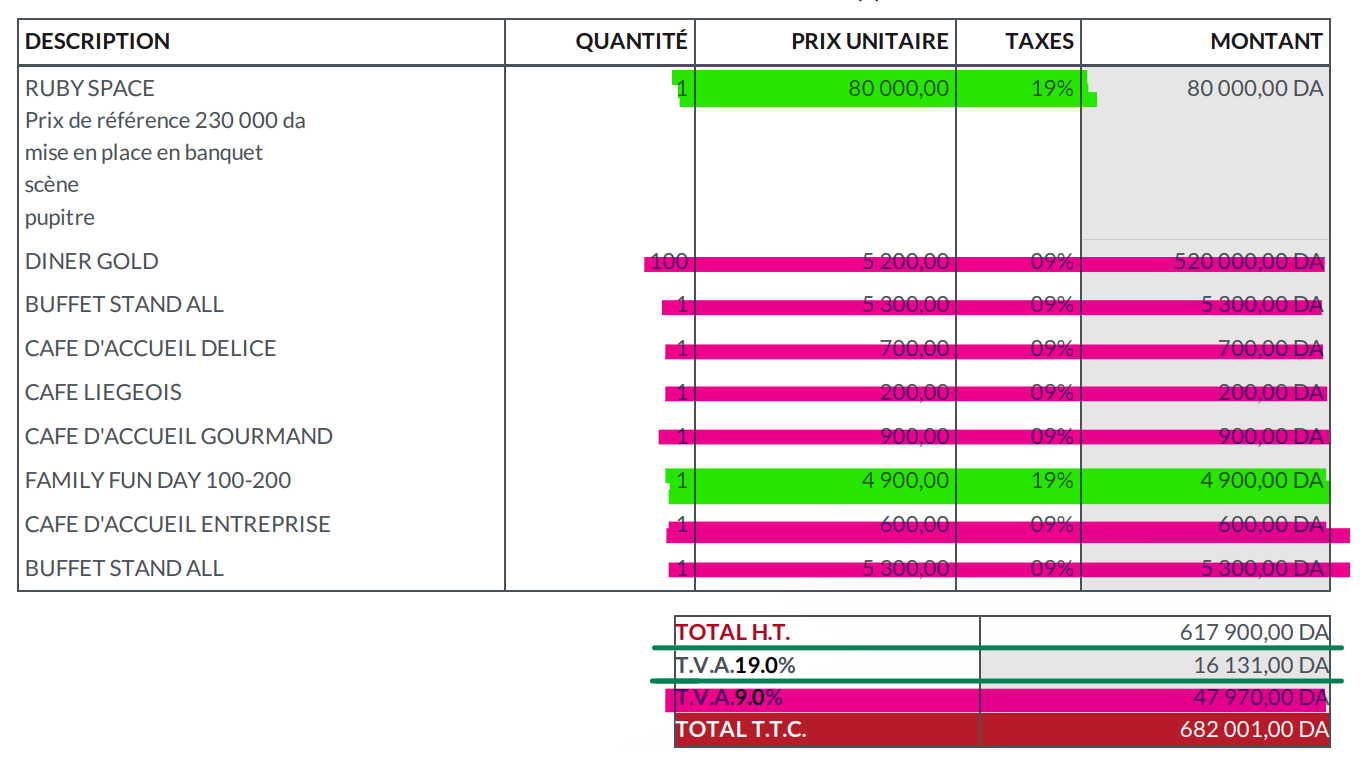 DESCRIPTION QUANTITÉ PRIX UNITAIRE TAXES MONTANT
RUBY SPACE 1 80 000,00 19% 80 000,00 DA
Prix de référence 230 000 da
mise en place en banquet
scène
pupitre
DINER GOLD 100 5 200,00 09% 520 000,00 DA
BUFFET STAND ALL 1 5 300,00 09% 5 300,00 DA
CAFE D'ACCUEIL DELICE 1 700,00 09% 700,00 DA
CAFE LIEGEOIS 1 200,00 09% 200,00 DA
CAFE D'ACCUEIL GOURMAND 1 900,00 09% 900,00 DA
FAMILY FUN DAY 100-200 1 4 900,00 19% 4 900,00 DA
CAFE D'ACCUEIL ENTREPRISE 1 600,00 09% 600,00 DA
BUFFET STAND ALL 1 5 300,00 09% 5 300,00 DA
TOTAL H.T. 617 900,00 DA
T.V.A.19.0% 16 131,00 DA
T.V.A.9.0% 47 970,00 DA
TOTAL T.T.C. 682 001,00 DA